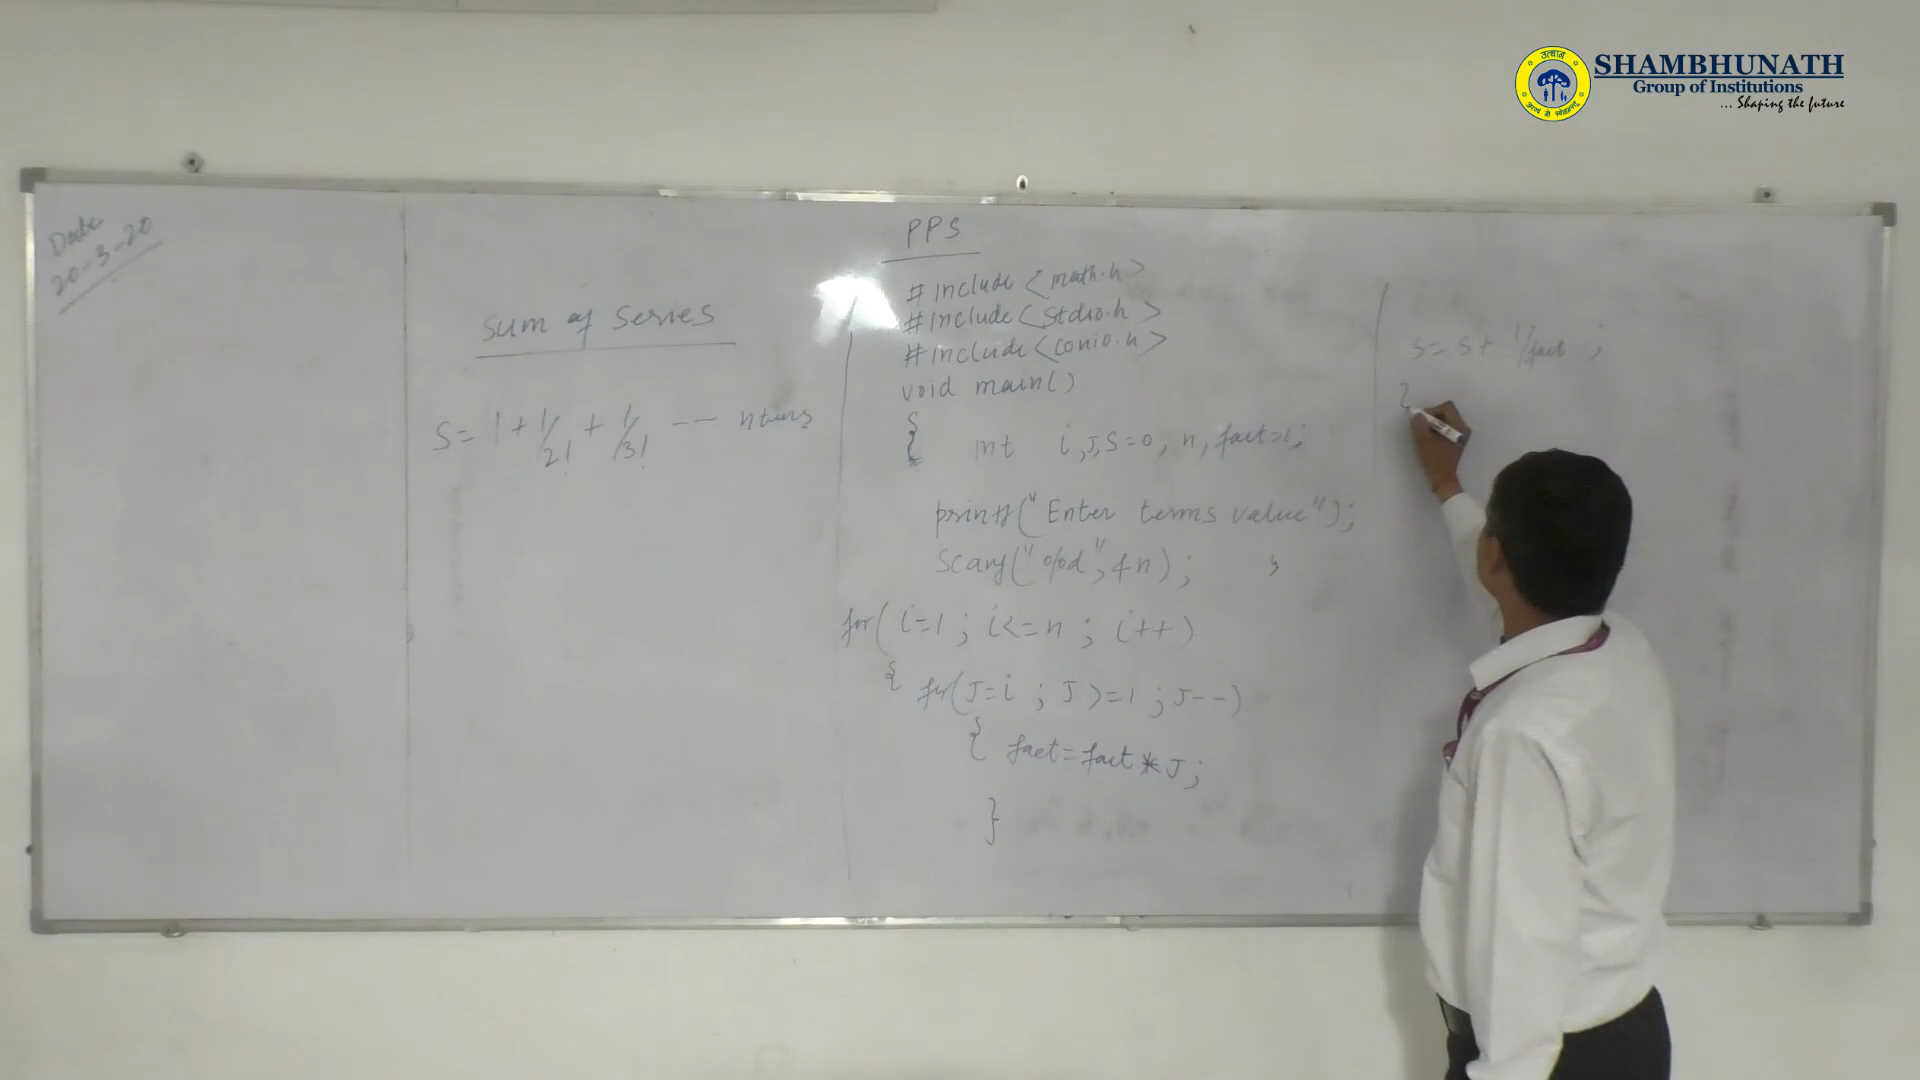 उत्थान
SHAMBHUNATH
Group of Institutions
... Shaping the future
Date
20-3-20
PPS
sum of series
S= 1 + 1/2! + 1/3! --- nterms
#include <math.h>
#include <stdio.h>
#include <conio.h>
void main()
{
int i,J,S=0, n, fact=1;
printf("Enter terms value");
scanf("%d",&n);
for( i=1 ; i<=n ; i++)
{ for(J=i ; J>=1 ; J--)
{ fact=fact*J;
}
S= S+ 1/fact ;
}